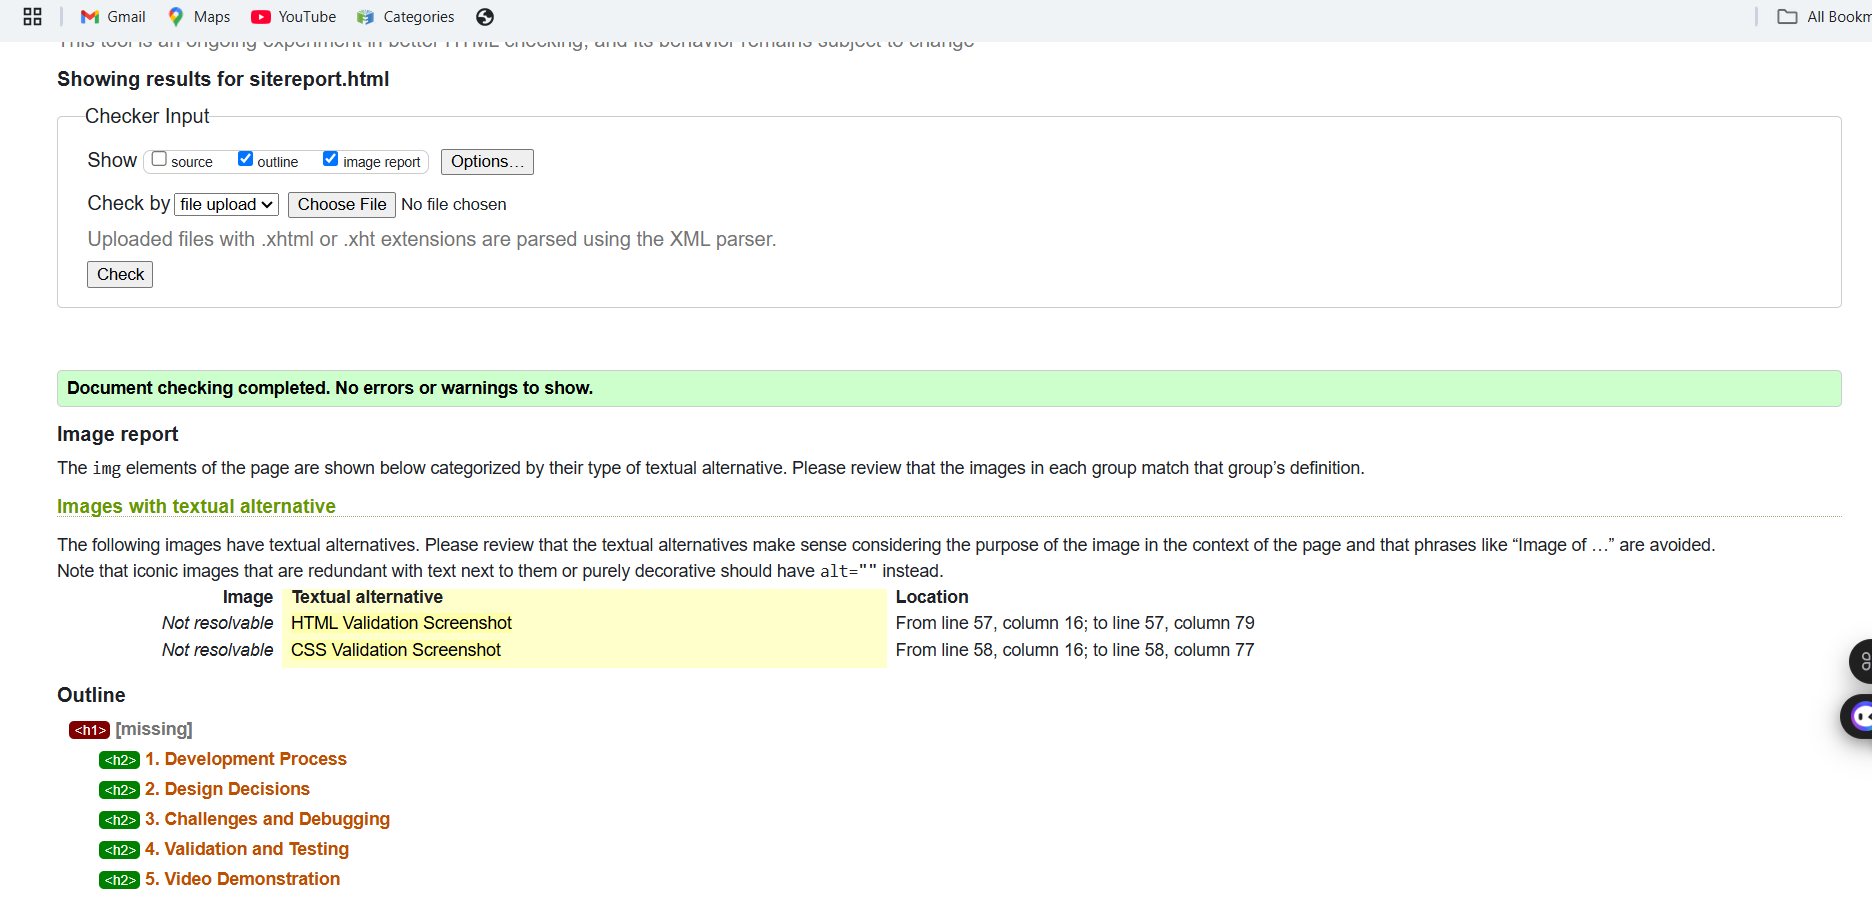 Gmail Maps YouTube Categories All Bookm
This tool is an ongoing experiment in better HTML checking, and its behavior remains subject to change
Showing results for sitereport.html
Checker Input
Show source outline image report Options...
Check by file upload Choose File No file chosen
Uploaded files with .xhtml or .xht extensions are parsed using the XML parser.
Check
Document checking completed. No errors or warnings to show.
Image report
The img elements of the page are shown below categorized by their type of textual alternative. Please review that the images in each group match that group’s definition.
Images with textual alternative
The following images have textual alternatives. Please review that the textual alternatives make sense considering the purpose of the image in the context of the page and that phrases like “Image of …” are avoided.
Note that iconic images that are redundant with text next to them or purely decorative should have alt="" instead.
Image Textual alternative Location
Not resolvable HTML Validation Screenshot From line 57, column 16; to line 57, column 79
Not resolvable CSS Validation Screenshot From line 58, column 16; to line 58, column 77
Outline
<h1> [missing]
<h2> 1. Development Process
<h2> 2. Design Decisions
<h2> 3. Challenges and Debugging
<h2> 4. Validation and Testing
<h2> 5. Video Demonstration